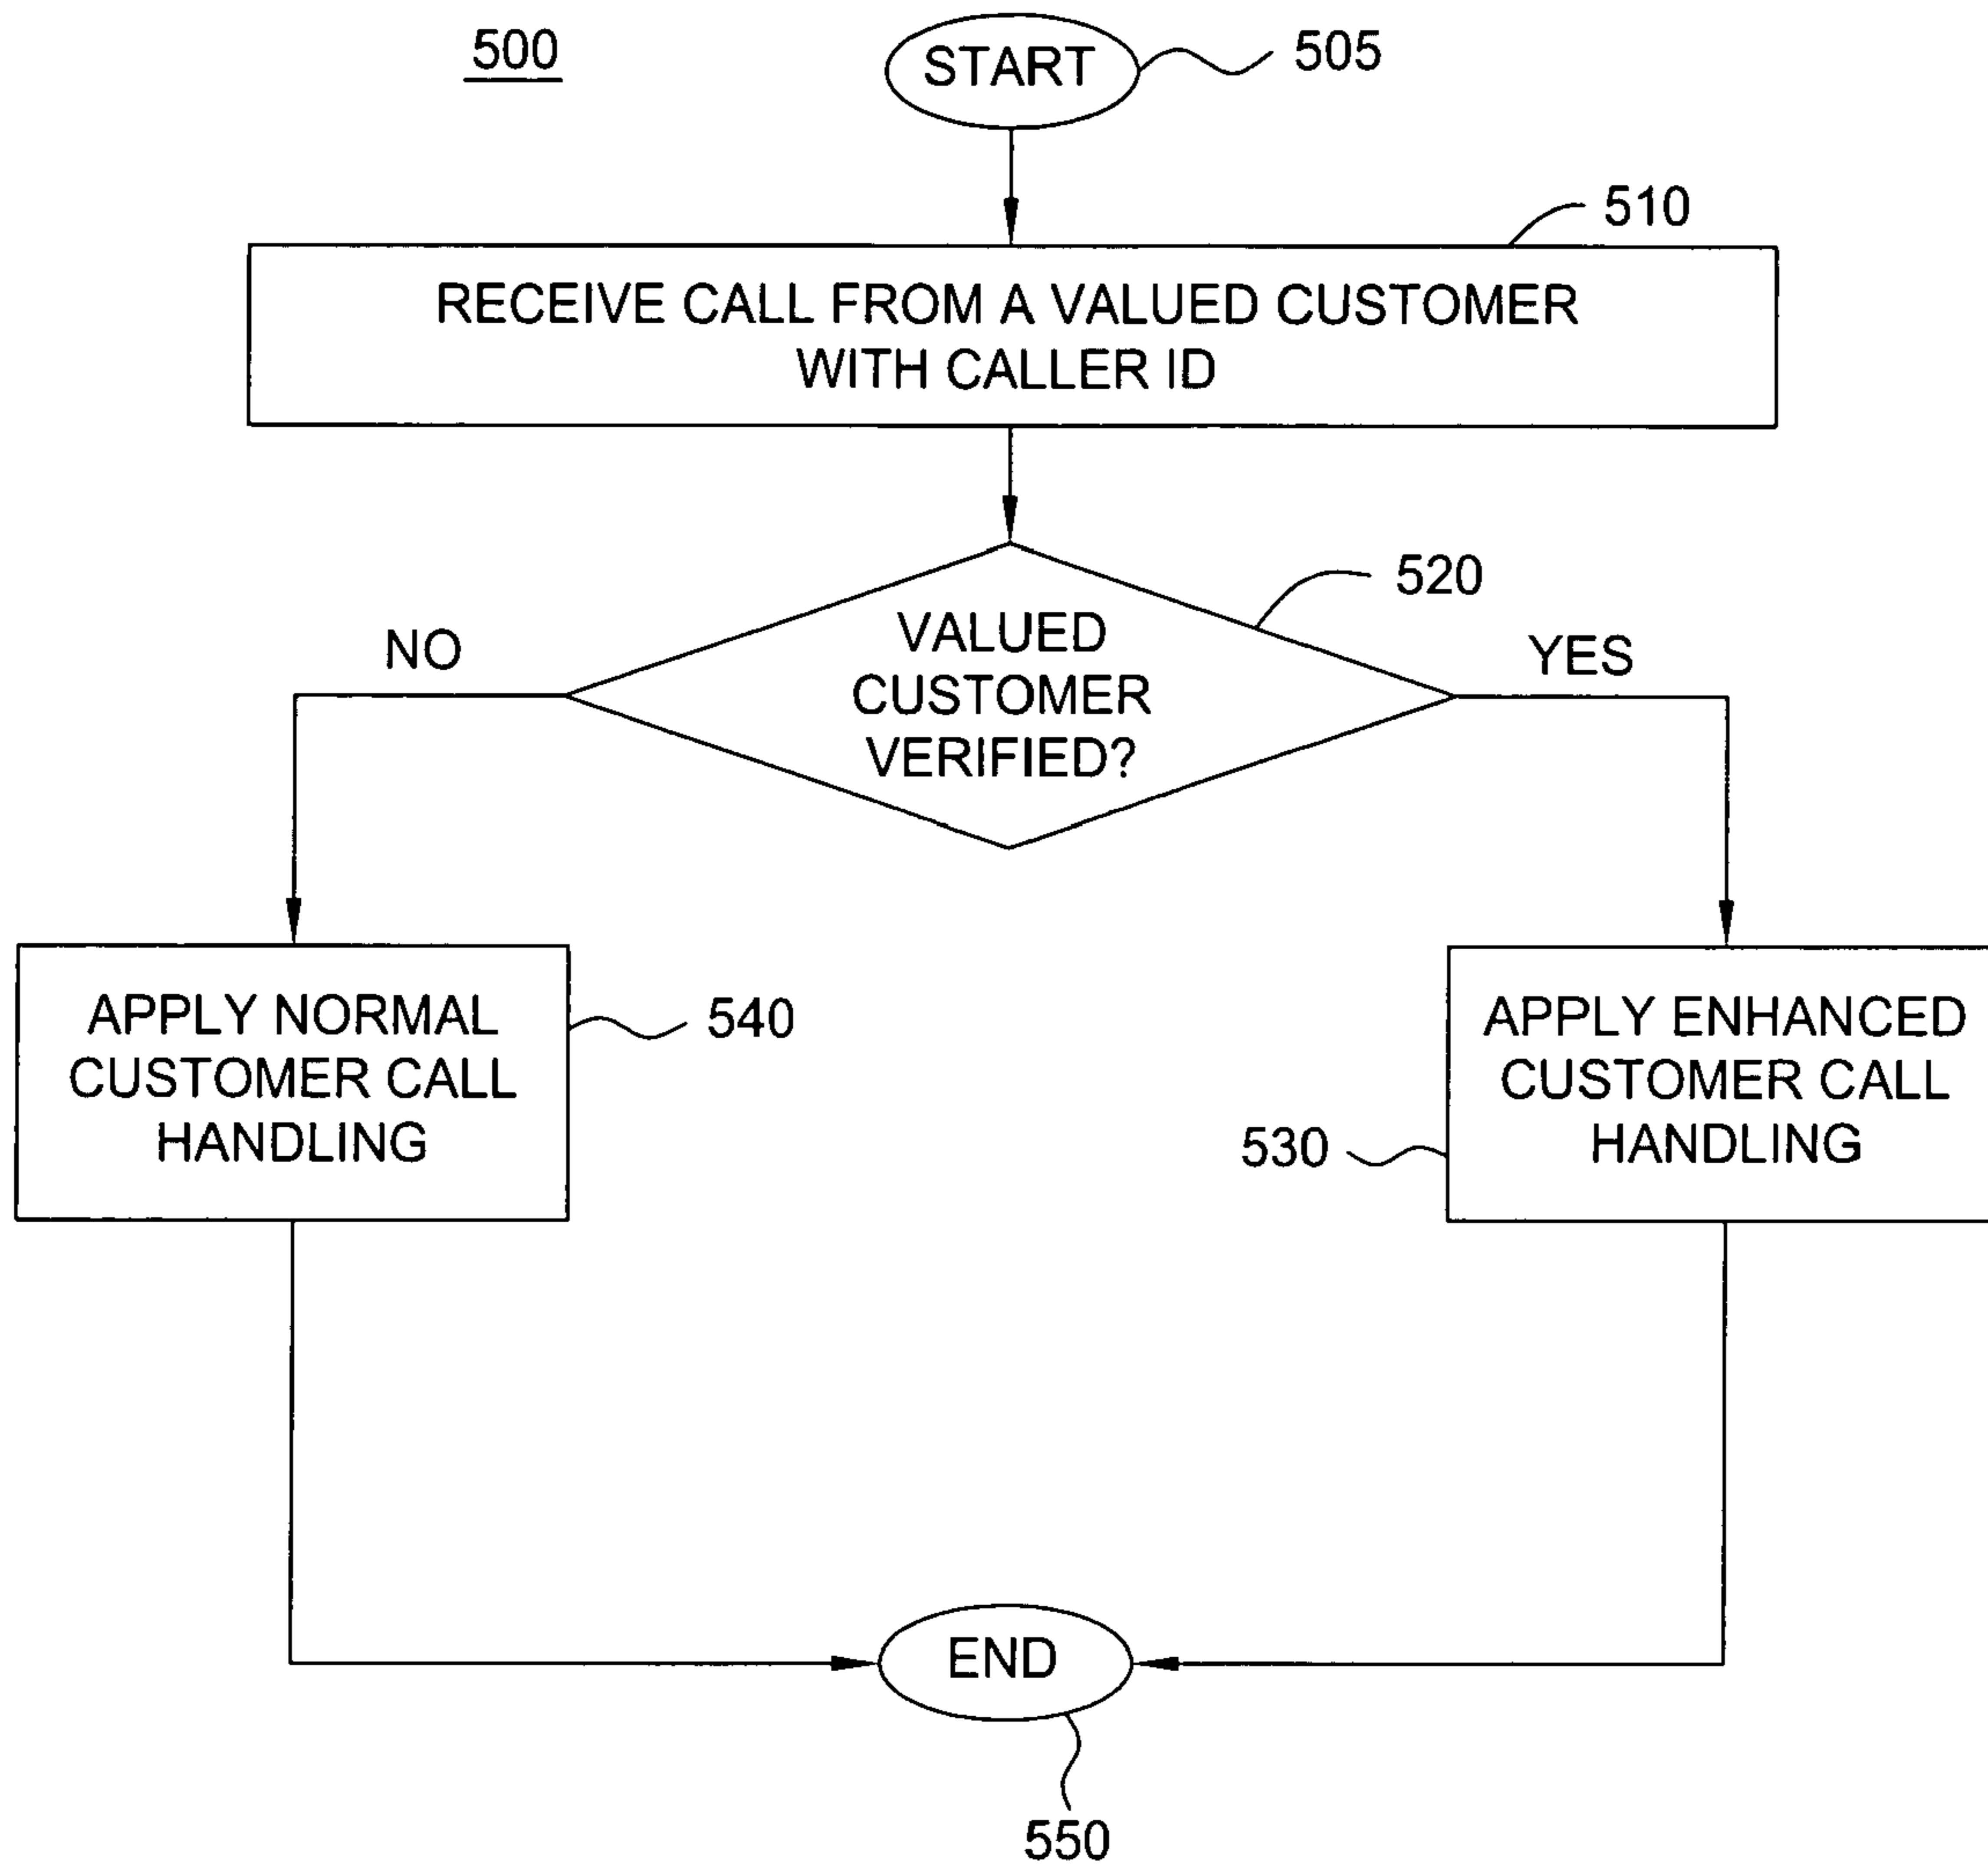 500
START
505
510
RECEIVE CALL FROM A VALUED CUSTOMER
WITH CALLER ID
520
NO
VALUED
CUSTOMER
VERIFIED?
YES
APPLY NORMAL
CUSTOMER CALL
HANDLING
540
APPLY ENHANCED
CUSTOMER CALL
HANDLING
530
END
550